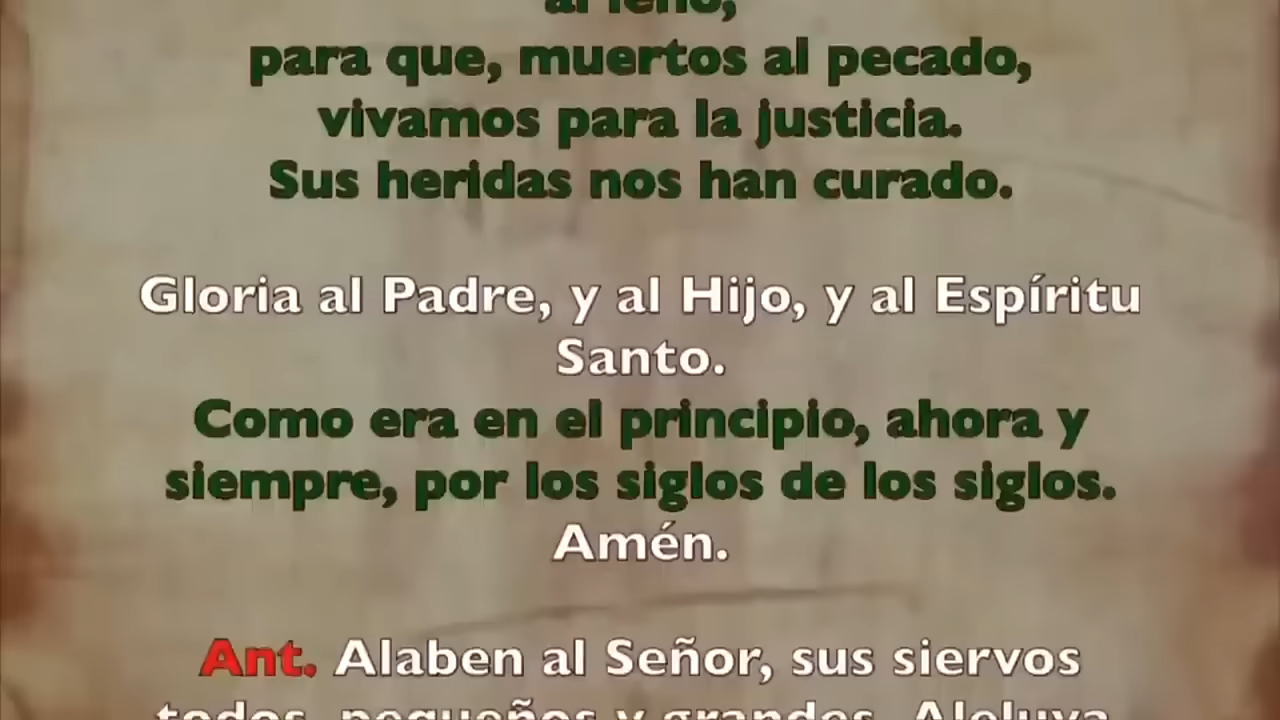 al leño,
para que, muertos al pecado,
vivamos para la justicia.
Sus heridas nos han curado.
Gloria al Padre, y al Hijo, y al Espíritu
Santo.
Como era en el principio, ahora y
siempre, por los siglos de los siglos.
Amén.
Ant. Alaben al Señor, sus siervos
todos, pequeños y grandes. Aleluya